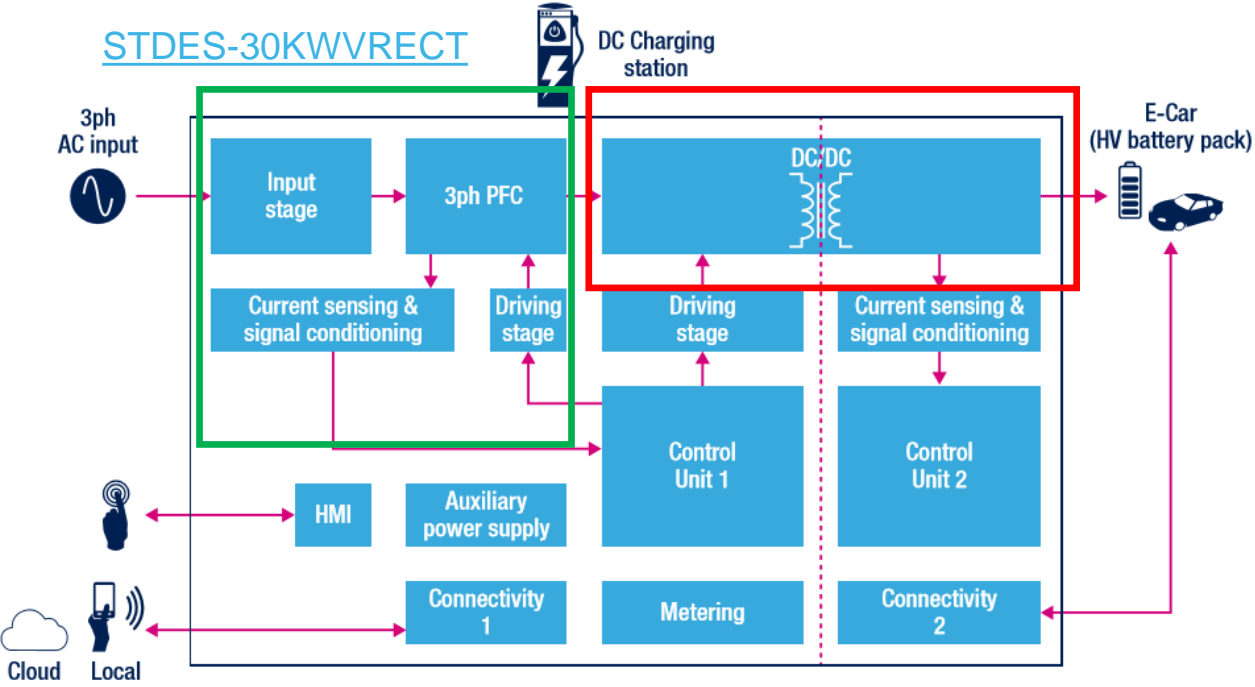 STDES-30KWVRECT
DC Charging
station
3ph
AC input
E-Car
(HV battery pack)
Input
stage
3ph PFC
DC/DC
Current sensing &
signal conditioning
Driving
stage
Driving
stage
Current sensing &
signal conditioning
Control
Unit 1
Control
Unit 2
HMI
Auxiliary
power supply
Connectivity
1
Metering
Connectivity
2
Cloud
Local